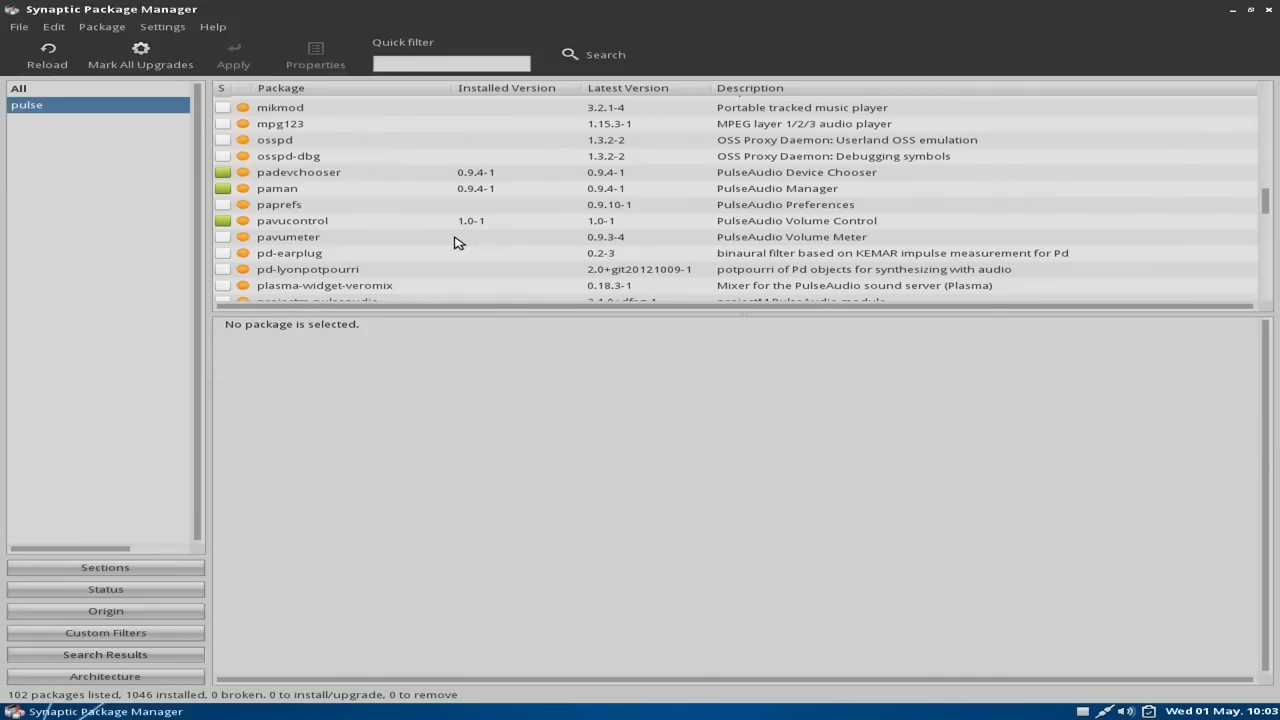 Synaptic Package Manager
File Edit Package Settings Help
Reload Mark All Upgrades Apply Properties Quick filter Search
All
pulse
S Package Installed Version Latest Version Description
mikmod 3.2.1-4 Portable tracked music player
mpg123 1.15.3-1 MPEG layer 1/2/3 audio player
osspd 1.3.2-2 OSS Proxy Daemon: Userland OSS emulation
osspd-dbg 1.3.2-2 OSS Proxy Daemon: Debugging symbols
padevchooser 0.9.4-1 0.9.4-1 PulseAudio Device Chooser
paman 0.9.4-1 0.9.4-1 PulseAudio Manager
paprefs 0.9.10-1 PulseAudio Preferences
pavucontrol 1.0-1 1.0-1 PulseAudio Volume Control
pavumeter 0.9.3-4 PulseAudio Volume Meter
pd-earplug 0.2-3 binaural filter based on KEMAR impulse measurement for Pd
pd-lyonpotpourri 2.0+git20121009-1 potpourri of Pd objects for synthesizing with audio
plasma-widget-veromix 0.18.3-1 Mixer for the PulseAudio sound server (Plasma)
No package is selected.
Sections
Status
Origin
Custom Filters
Search Results
Architecture
102 packages listed, 1046 installed, 0 broken. 0 to install/upgrade, 0 to remove
Synaptic Package Manager Wed 01 May. 10:03